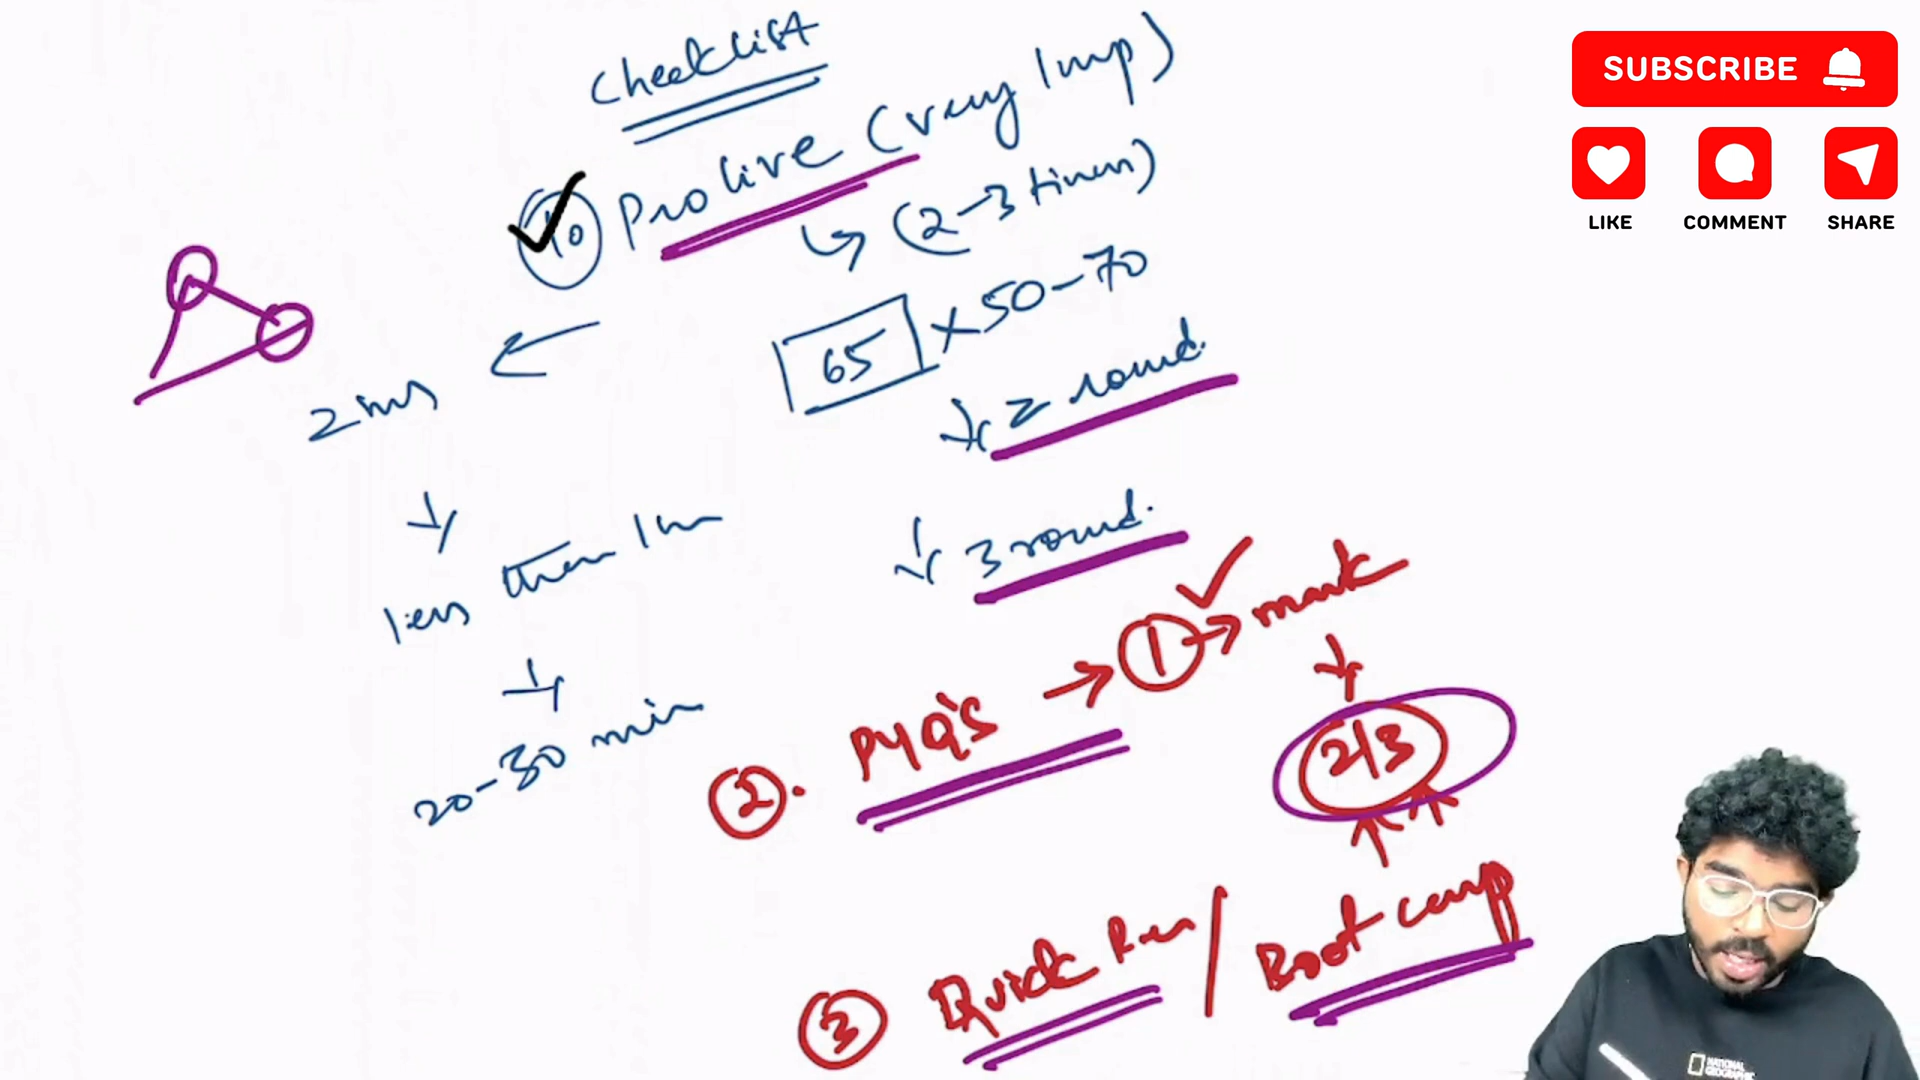 Checklist
Pro live (very Imp)
(2-3 times)
65 × 50-70
2 round.
3 round.
2 hrs
less than 1 hr
20-30 min
②. PYQ's → ① → mark
2/3
③ Quick Rev / Boot camp
SUBSCRIBE
LIKE COMMENT SHARE
NATIONAL
GEOGRAPHIC